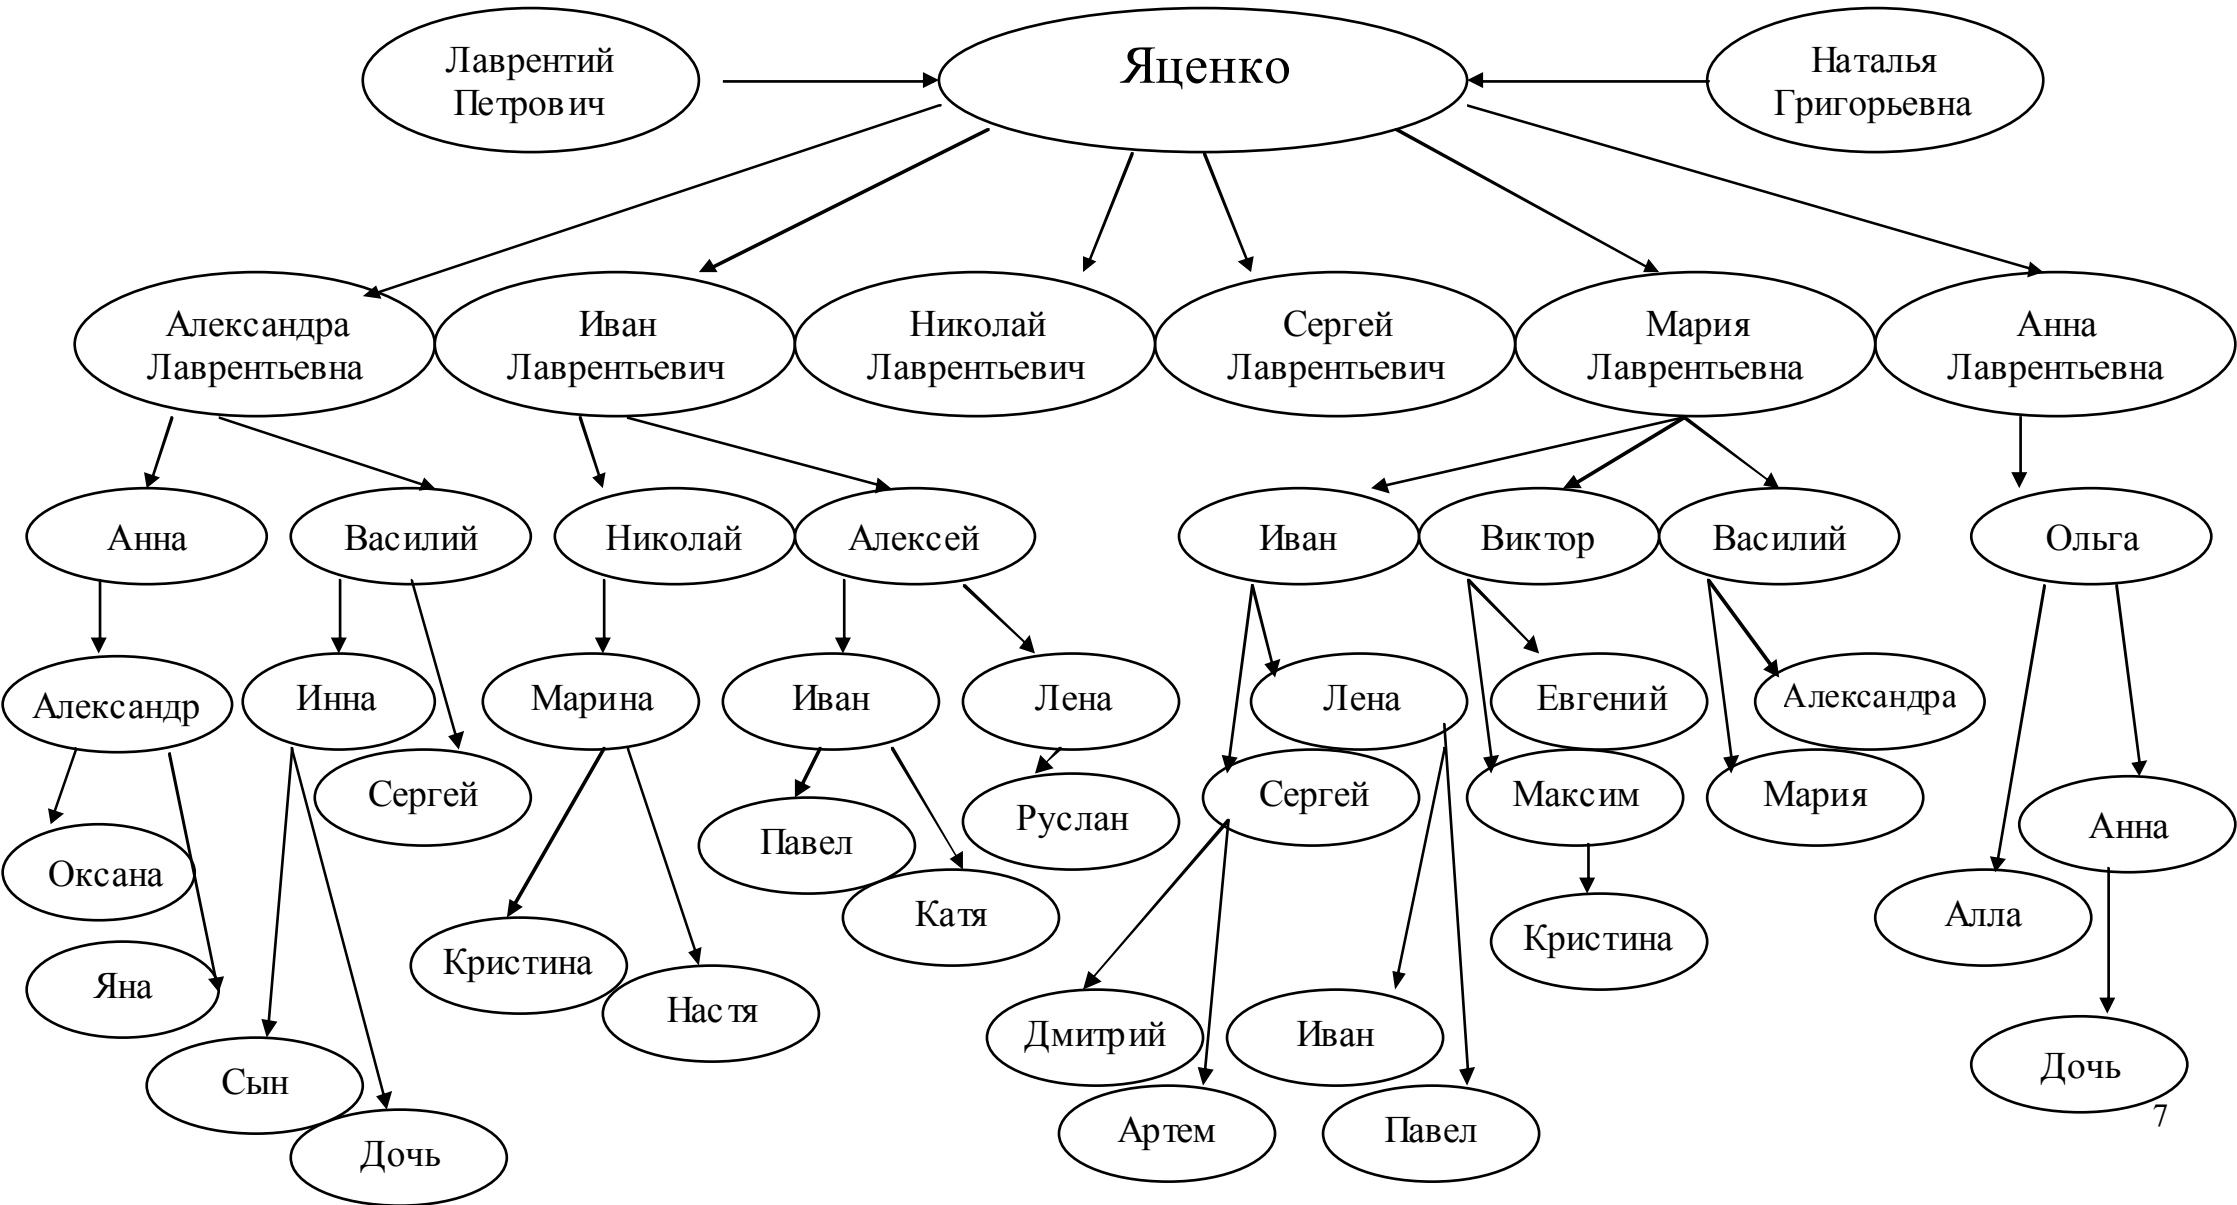 Лаврентий
Петрович
Яценко
Наталья
Григорьевна
Александра
Лаврентьевна
Иван
Лаврентьевич
Николай
Лаврентьевич
Сергей
Лаврентьевич
Мария
Лаврентьевна
Анна
Лаврентьевна
Анна
Василий
Николай
Алексей
Иван
Виктор
Василий
Ольга
Александр
Инна
Марина
Иван
Лена
Лена
Евгений
Александра
Сергей
Павел
Руслан
Сергей
Максим
Мария
Анна
Оксана
Катя
Кристина
Алла
Яна
Кристина
Настя
Дмитрий
Иван
Дочь
Сын
Артем
Павел
7
Дочь